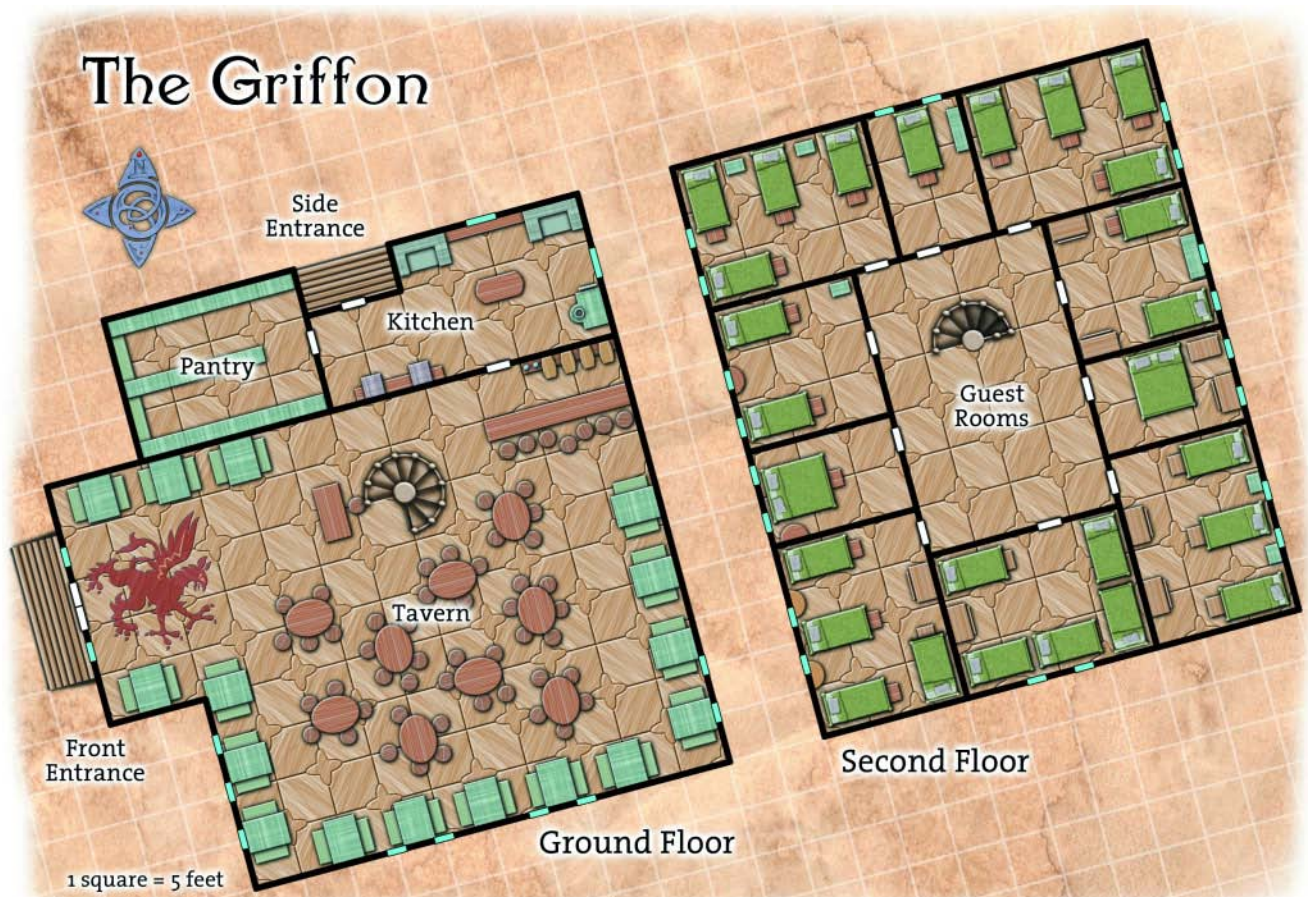 The Griffon
N
Side
Entrance
Kitchen
Pantry
Guest
Rooms
Tavern
Front
Entrance
Second Floor
Ground Floor
1 square = 5 feet